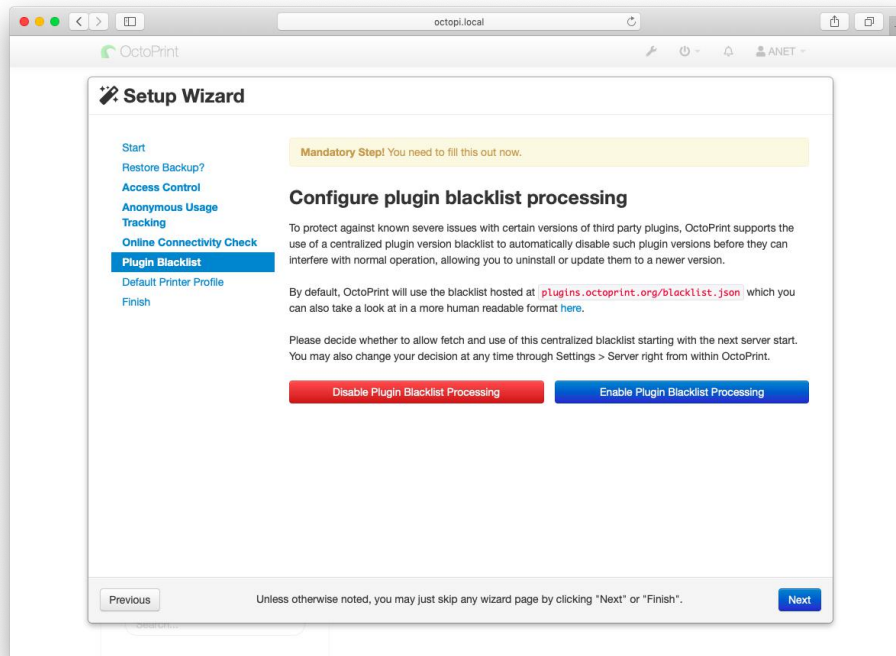 octopi.local
OctoPrint
ANET
Setup Wizard
Start
Restore Backup?
Access Control
Anonymous Usage
Tracking
Online Connectivity Check
Plugin Blacklist
Default Printer Profile
Finish
Mandatory Step! You need to fill this out now.
Configure plugin blacklist processing
To protect against known severe issues with certain versions of third party plugins, OctoPrint supports the
use of a centralized plugin version blacklist to automatically disable such plugin versions before they can
interfere with normal operation, allowing you to uninstall or update them to a newer version.
By default, OctoPrint will use the blacklist hosted at plugins.octoprint.org/blacklist.json which you
can also take a look at in a more human readable format here.
Please decide whether to allow fetch and use of this centralized blacklist starting with the next server start.
You may also change your decision at any time through Settings > Server right from within OctoPrint.
Disable Plugin Blacklist Processing
Enable Plugin Blacklist Processing
Previous
Unless otherwise noted, you may just skip any wizard page by clicking "Next" or "Finish".
Next
Search...